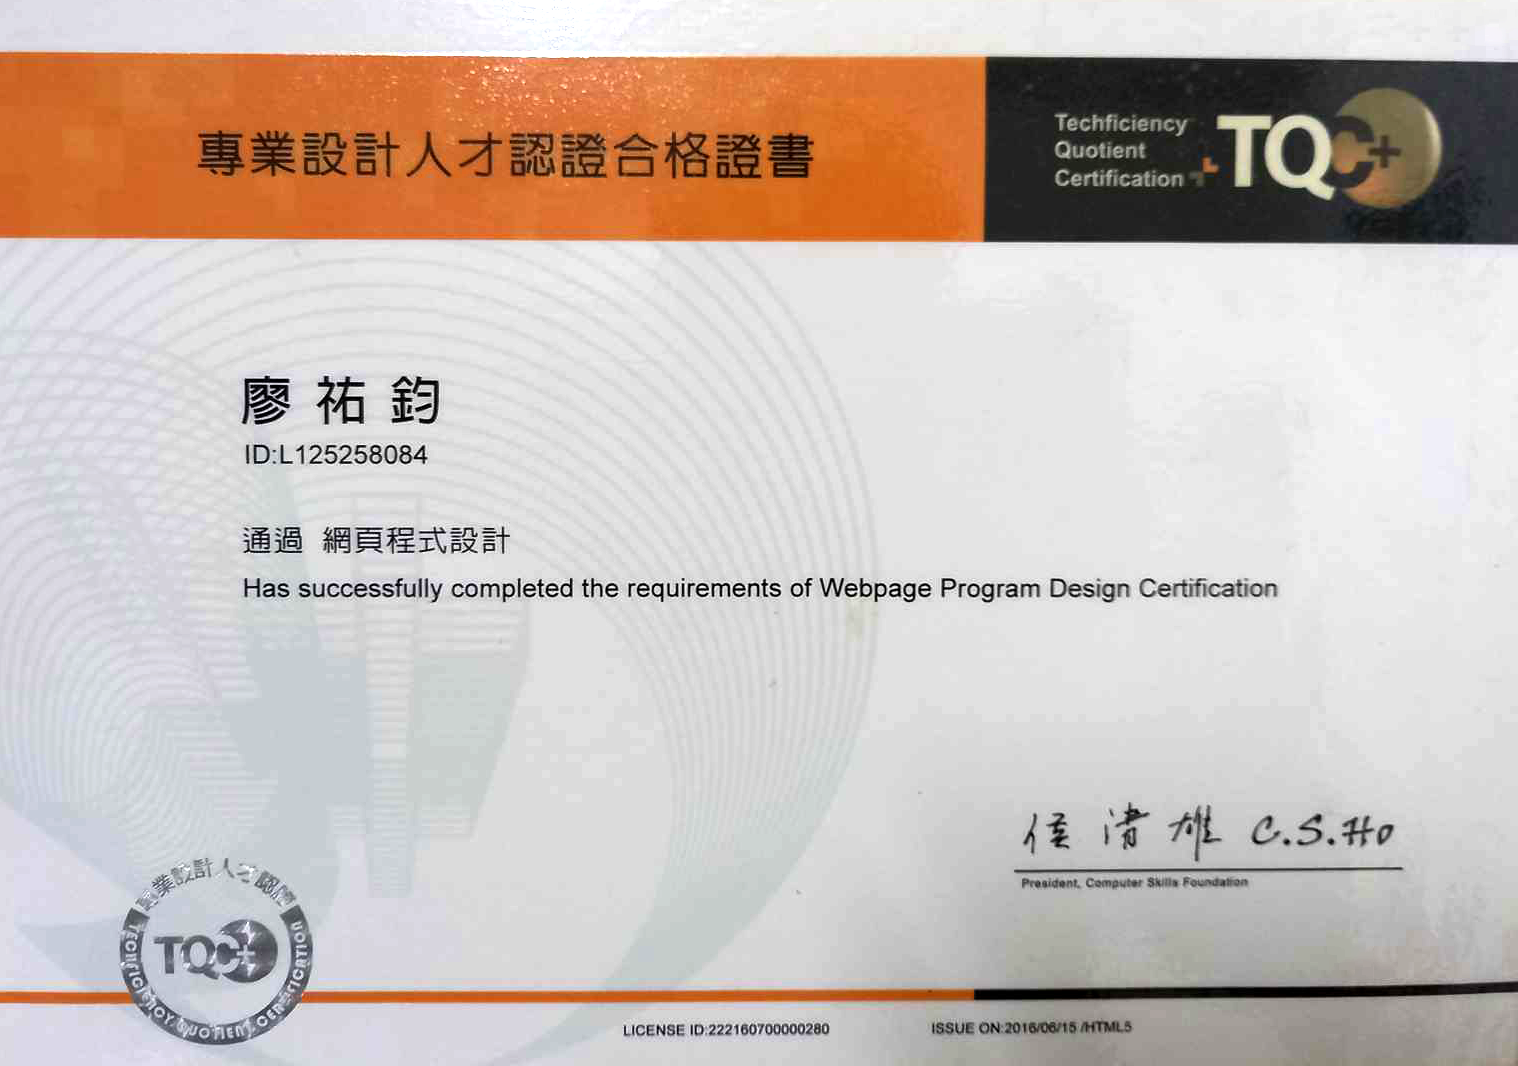 專業設計人才認證合格證書
Techficiency
Quotient
Certification
TQC+
廖祐鈞
ID:L125258084
通過 網頁程式設計
Has successfully completed the requirements of Webpage Program Design Certification
侯清雄 C.S.Ho
President, Computer Skills Foundation
專業設計人才認證
TQC+
TECHFICIENCY QUOTIENT CERTIFICATION
LICENSE ID:222160700000280
ISSUE ON:2016/06/15 /HTML5